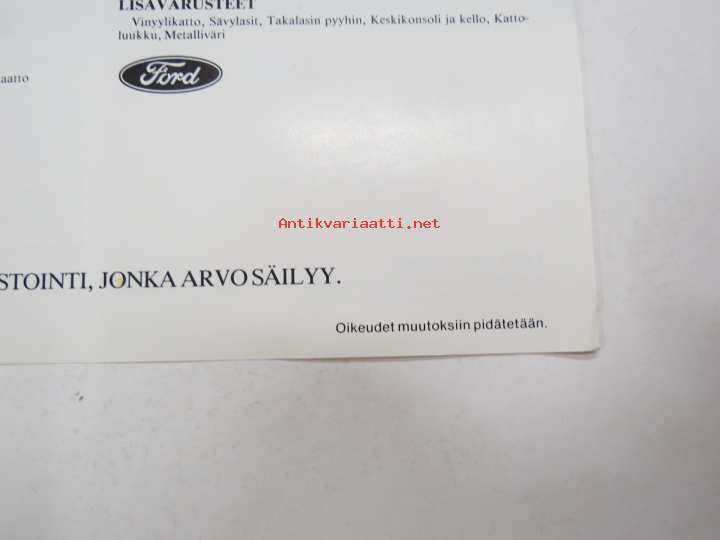 LISÄVARUSTEET
Vinyylikatto, Sävylasit, Takalasin pyyhin, Keskikonsoli ja kello, Katto-
luukku, Metalliväri
aatto
Ford
Antikvariaatti.net
STOINTI, JONKA ARVO SÄILYY.
Oikeudet muutoksiin pidätetään.